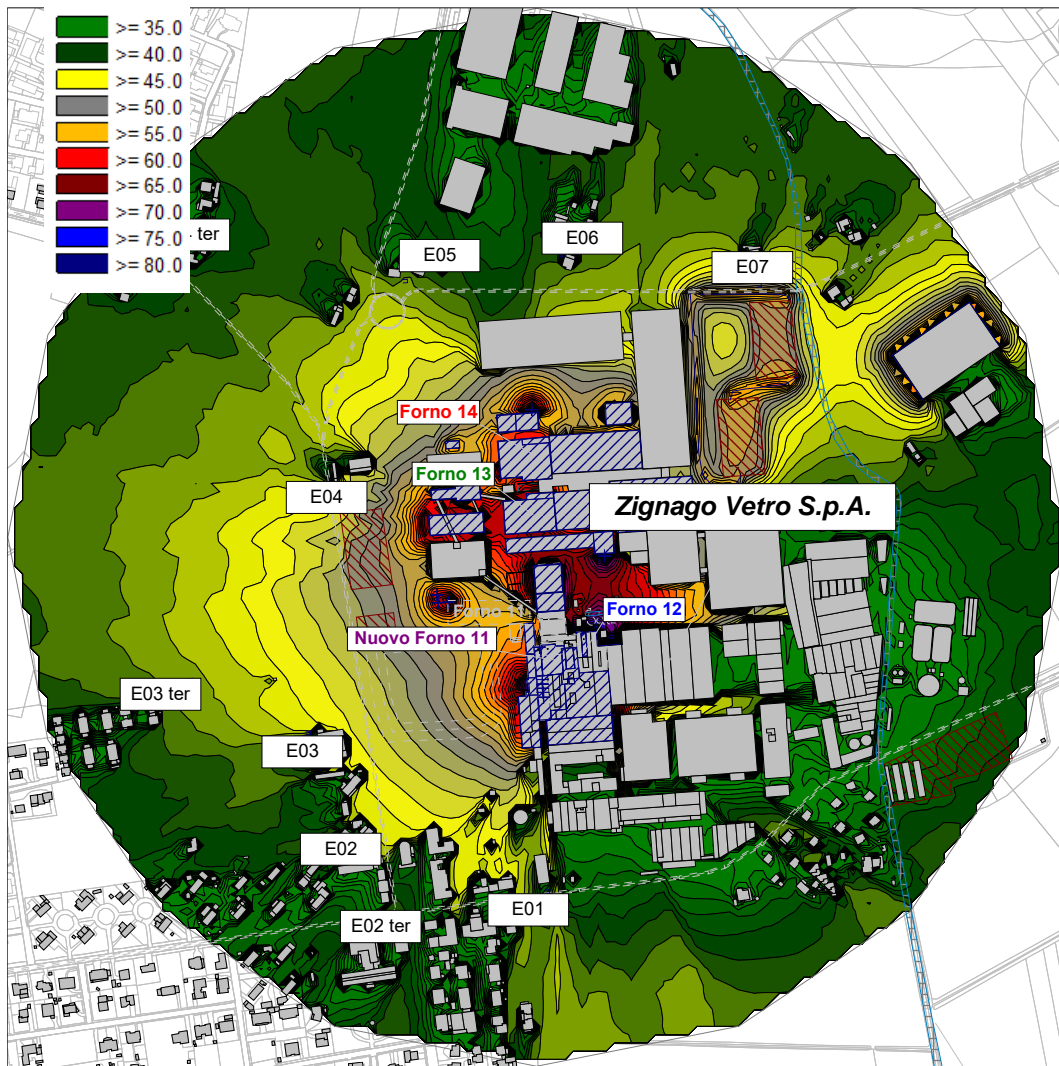 >= 35.0
>= 40.0
>= 45.0
>= 50.0
>= 55.0
>= 60.0
>= 65.0
>= 70.0
>= 75.0
>= 80.0
ter
E05
E06
E07
Forno 14
Forno 13
E04
Zignago Vetro S.p.A.
Forno 11
Forno 12
Nuovo Forno 11
E03 ter
E03
E02
E01
E02 ter